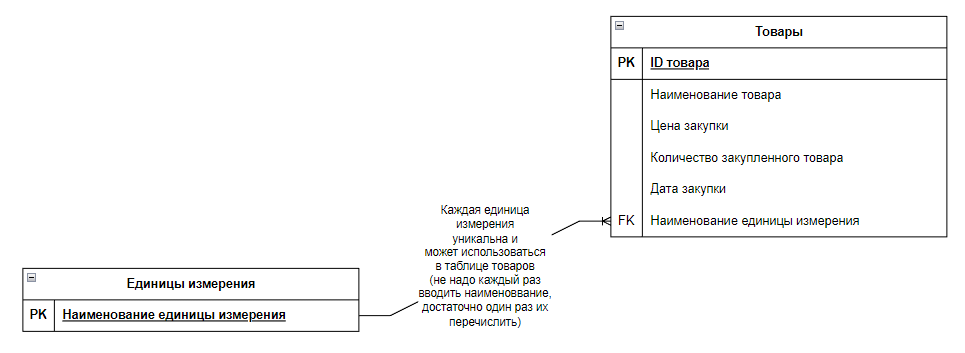 Товары
PK ID товара
Наименование товара
Цена закупки
Количество закупленного товара
Дата закупки
FK Наименование единицы измерения
Каждая единица
измерения
уникальна и
может использоваться
в таблице товаров
(не надо каждый раз
вводить наименоввание,
достаточно один раз их
перечислить)
Единицы измерения
PK Наименование единицы измерения